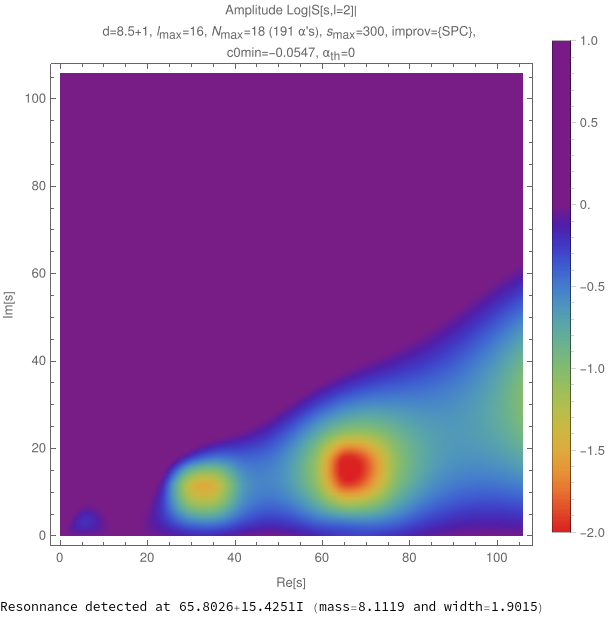 Amplitude Log|S[s,l=2]|
d=8.5+1, lmax=16, Nmax=18 (191 α's), smax=300, improv={SPC},
c0min=-0.0547, αth=0
100
80
60
40
20
0
Im[s]
0 20 40 60 80 100
Re[s]
1.0
0.5
0.
-0.5
-1.0
-1.5
-2.0
Resonnance detected at 65.8026+15.4251I (mass=8.1119 and width=1.9015)